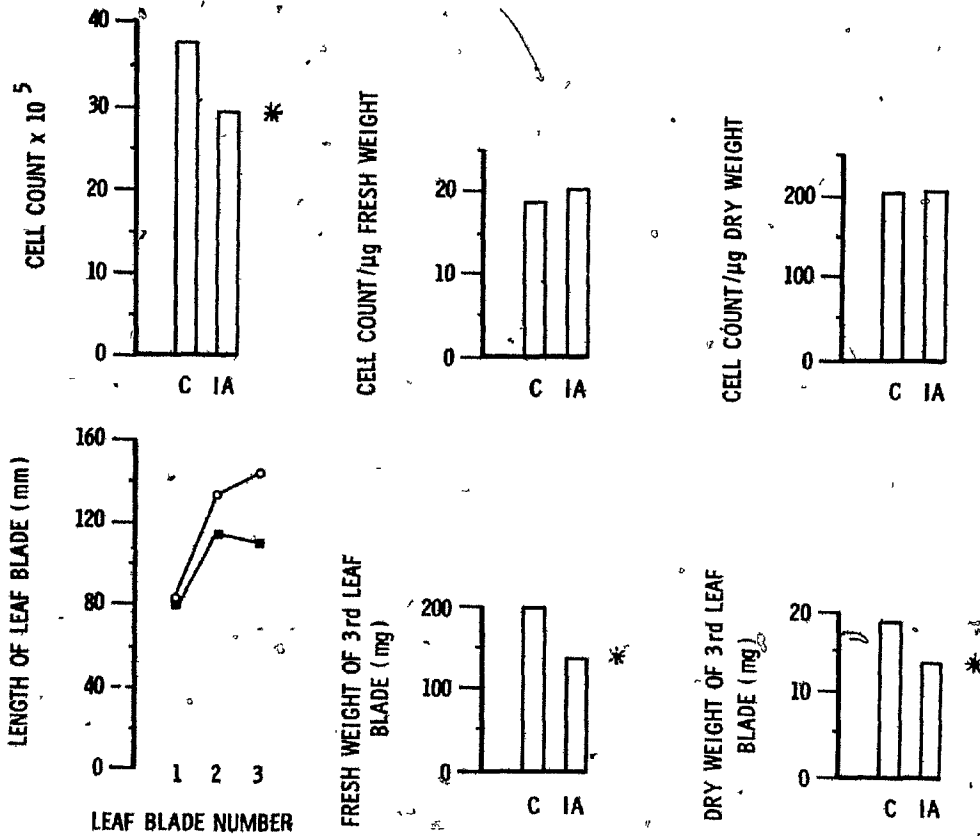 CELL COUNT x 10 5
40
30
20
10
0
*
C IA
CELL COUNT/µg FRESH WEIGHT
20
10
0
C IA
CELL COUNT/µg DRY WEIGHT
200
100
0
C IA
LENGTH OF LEAF BLADE (mm)
160
120
80
40
0
1 2 3
LEAF BLADE NUMBER
FRESH WEIGHT OF 3rd LEAF
BLADE (mg)
200
100
0
*
C IA
DRY WEIGHT OF 3rd LEAF
BLADE (mg)
20
10
0
*
C IA